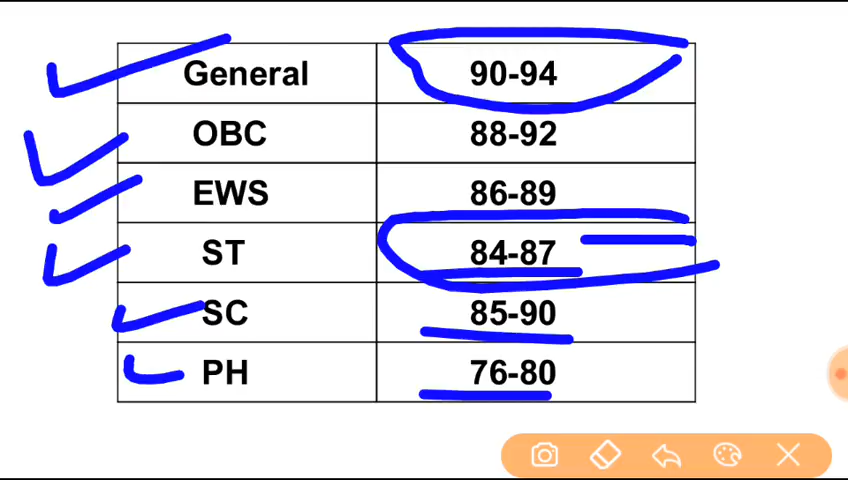 General 90-94
OBC 88-92
EWS 86-89
ST 84-87
SC 85-90
PH 76-80